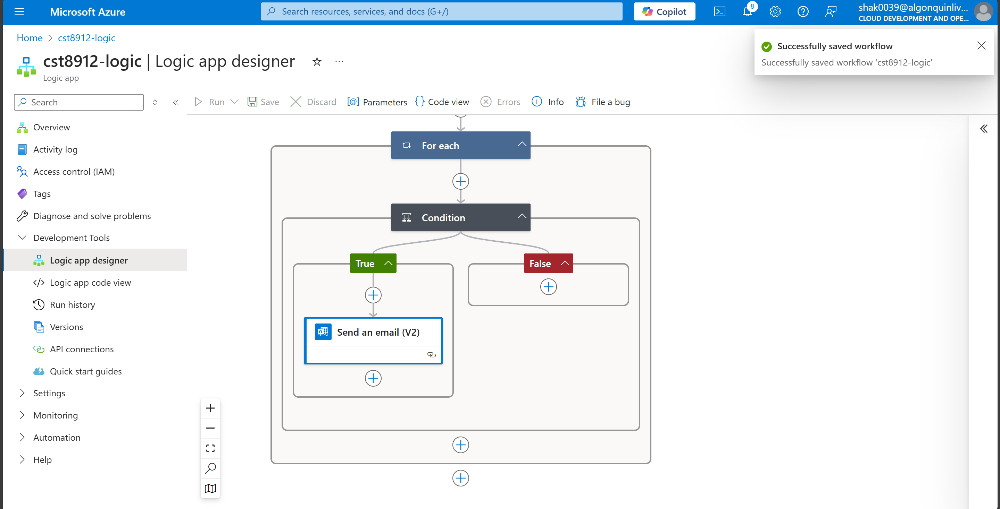 Microsoft Azure
Search resources, services, and docs (G+/)
Copilot
8
shak0039@algonquinliv...
CLOUD DEVELOPMENT AND OPE...
Home > cst8912-logic
Successfully saved workflow
Successfully saved workflow 'cst8912-logic'
cst8912-logic | Logic app designer
Logic app
Search
Run
Save
Discard
Parameters
Code view
Errors
Info
File a bug
Overview
Activity log
Access control (IAM)
Tags
Diagnose and solve problems
Development Tools
Logic app designer
Logic app code view
Run history
Versions
API connections
Quick start guides
Settings
Monitoring
Automation
Help
For each
Condition
True
False
Send an email (V2)